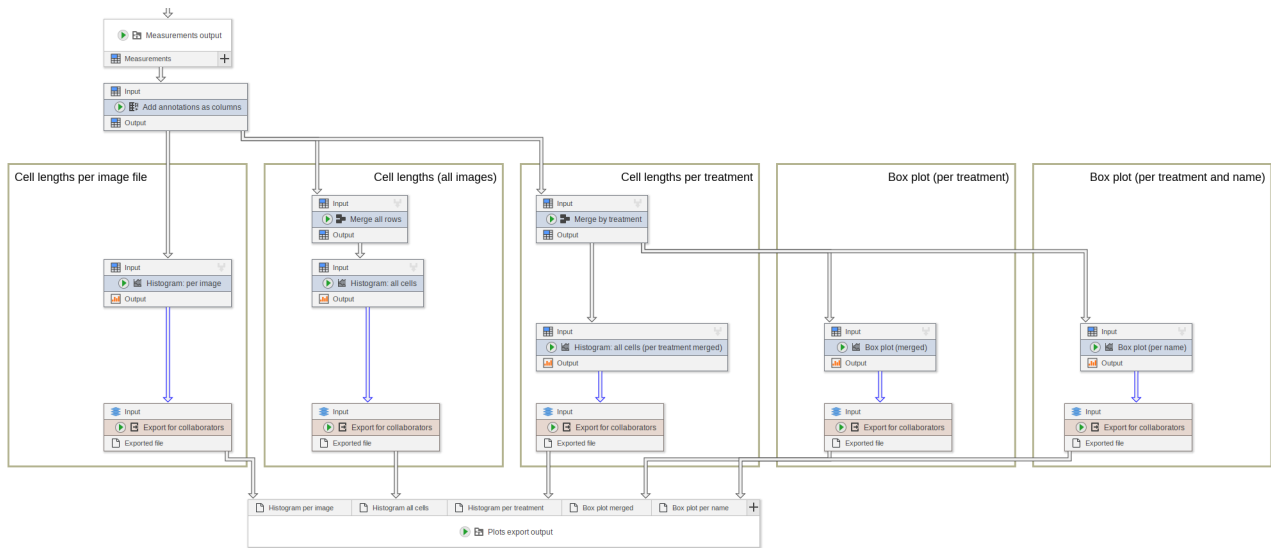 Measurements output
Measurements
Input
Add annotations as columns
Output
Cell lengths per image file
Cell lengths (all images)
Cell lengths per treatment
Box plot (per treatment)
Box plot (per treatment and name)
Input
Merge all rows
Output
Input
Merge by treatment
Output
Input
Histogram: per image
Output
Input
Histogram: all cells
Output
Input
Histogram: all cells (per treatment merged)
Output
Input
Box plot (merged)
Output
Input
Box plot (per name)
Output
Input
Export for collaborators
Exported file
Input
Export for collaborators
Exported file
Input
Export for collaborators
Exported file
Input
Export for collaborators
Exported file
Input
Export for collaborators
Exported file
Histogram per image
Histogram all cells
Histogram per treatment
Box plot merged
Box plot per name
Plots export output